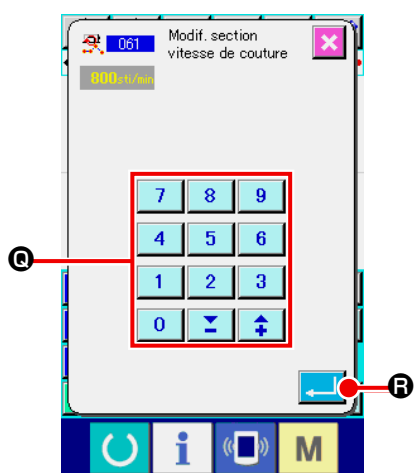 061
Modif. section
vitesse de couture
800sti/min
7 8 9
4 5 6
1 2 3
0
Q
R
i
M